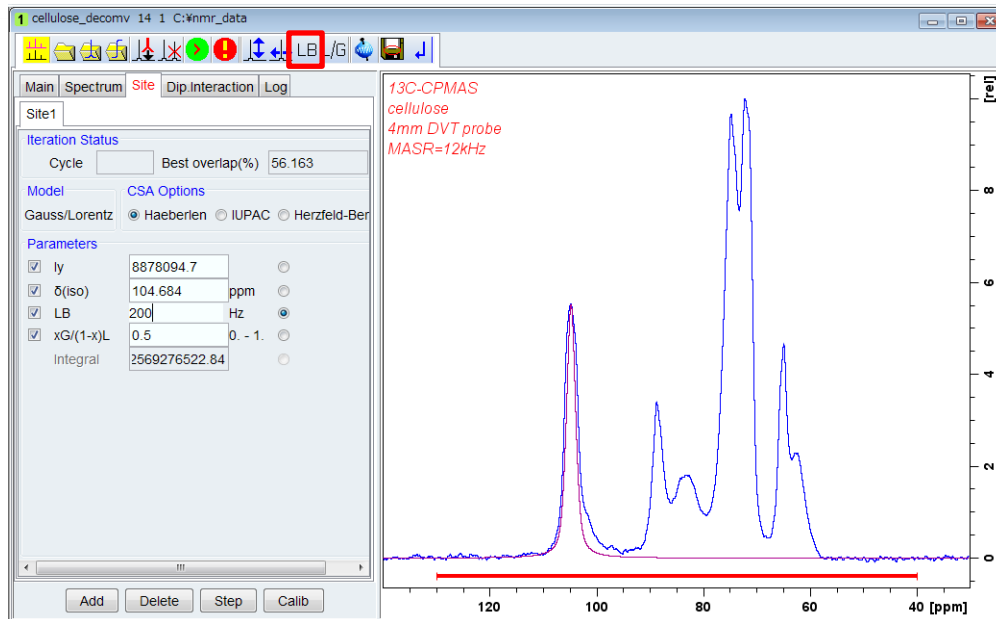 1 cellulose_decomv 14 1 C:¥nmr_data
LB
./G
Main Spectrum Site Dip.Interaction Log
Site1
Iteration Status
Cycle Best overlap(%) 56.163
Model CSA Options
Gauss/Lorentz Haeberlen IUPAC Herzfeld-Ber
Parameters
Iy 8878094.7
δ(iso) 104.684 ppm
LB 200 Hz
xG/(1-x)L 0.5 0. - 1.
Integral 2569276522.84
Add Delete Step Calib
13C-CPMAS
cellulose
4mm DVT probe
MASR=12kHz
[rel]
8
6
4
2
0
120 100 80 60 40 [ppm]